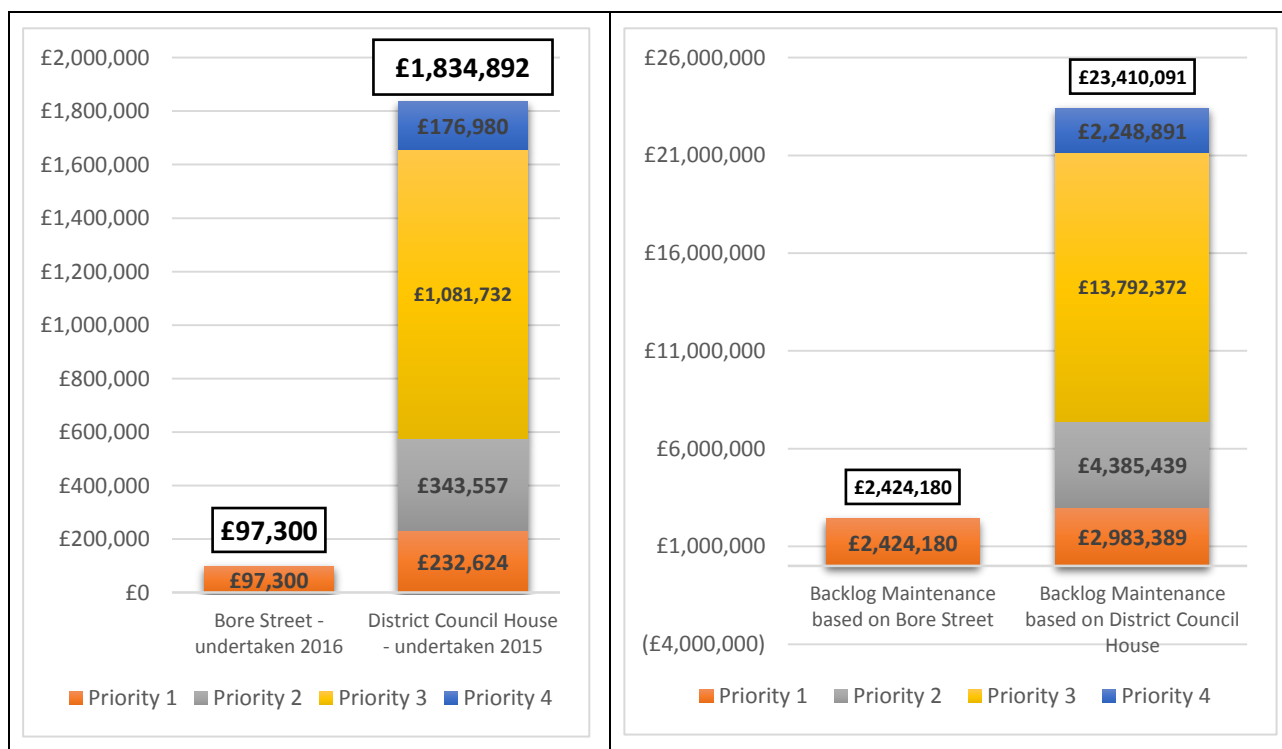 £2,000,000
£1,800,000
£1,600,000
£1,400,000
£1,200,000
£1,000,000
£800,000
£600,000
£400,000
£200,000
£0
£97,300
£97,300
£1,834,892
£176,980
£1,081,732
£343,557
£232,624
Bore Street -
undertaken 2016
District Council House
- undertaken 2015
Priority 1 Priority 2 Priority 3 Priority 4
£26,000,000
£21,000,000
£16,000,000
£11,000,000
£6,000,000
£1,000,000
(£4,000,000)
£2,424,180
£2,424,180
£23,410,091
£2,248,891
£13,792,372
£4,385,439
£2,983,389
Backlog Maintenance
based on Bore Street
Backlog Maintenance
based on District Council
House
Priority 1 Priority 2 Priority 3 Priority 4